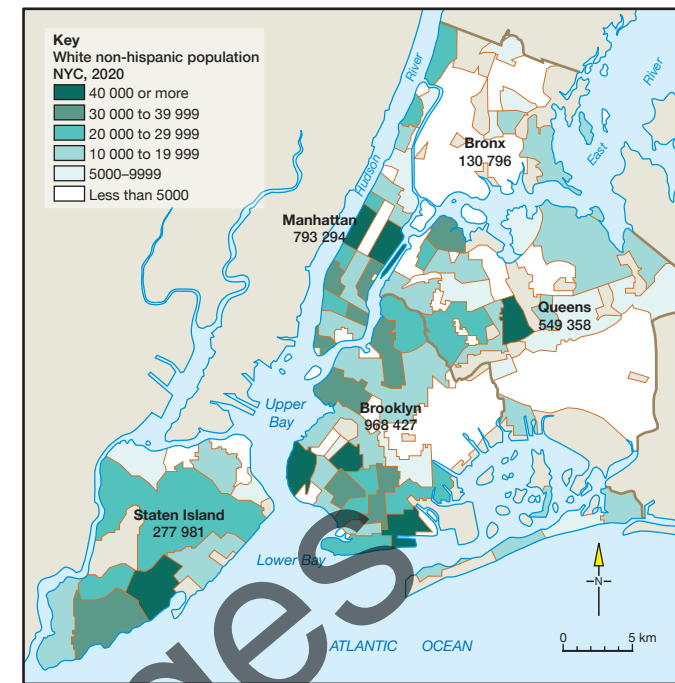 Key
White non-hispanic population
NYC, 2020
40 000 or more
30 000 to 39 999
20 000 to 29 999
10 000 to 19 999
5000–9999
Less than 5000
River
Hudson
River
East
Bronx
130 796
Manhattan
793 294
Queens
549 358
Upper
Bay
Brooklyn
968 427
Staten Island
277 981
Lower Bay
N
0 5 km
ATLANTIC OCEAN
ges